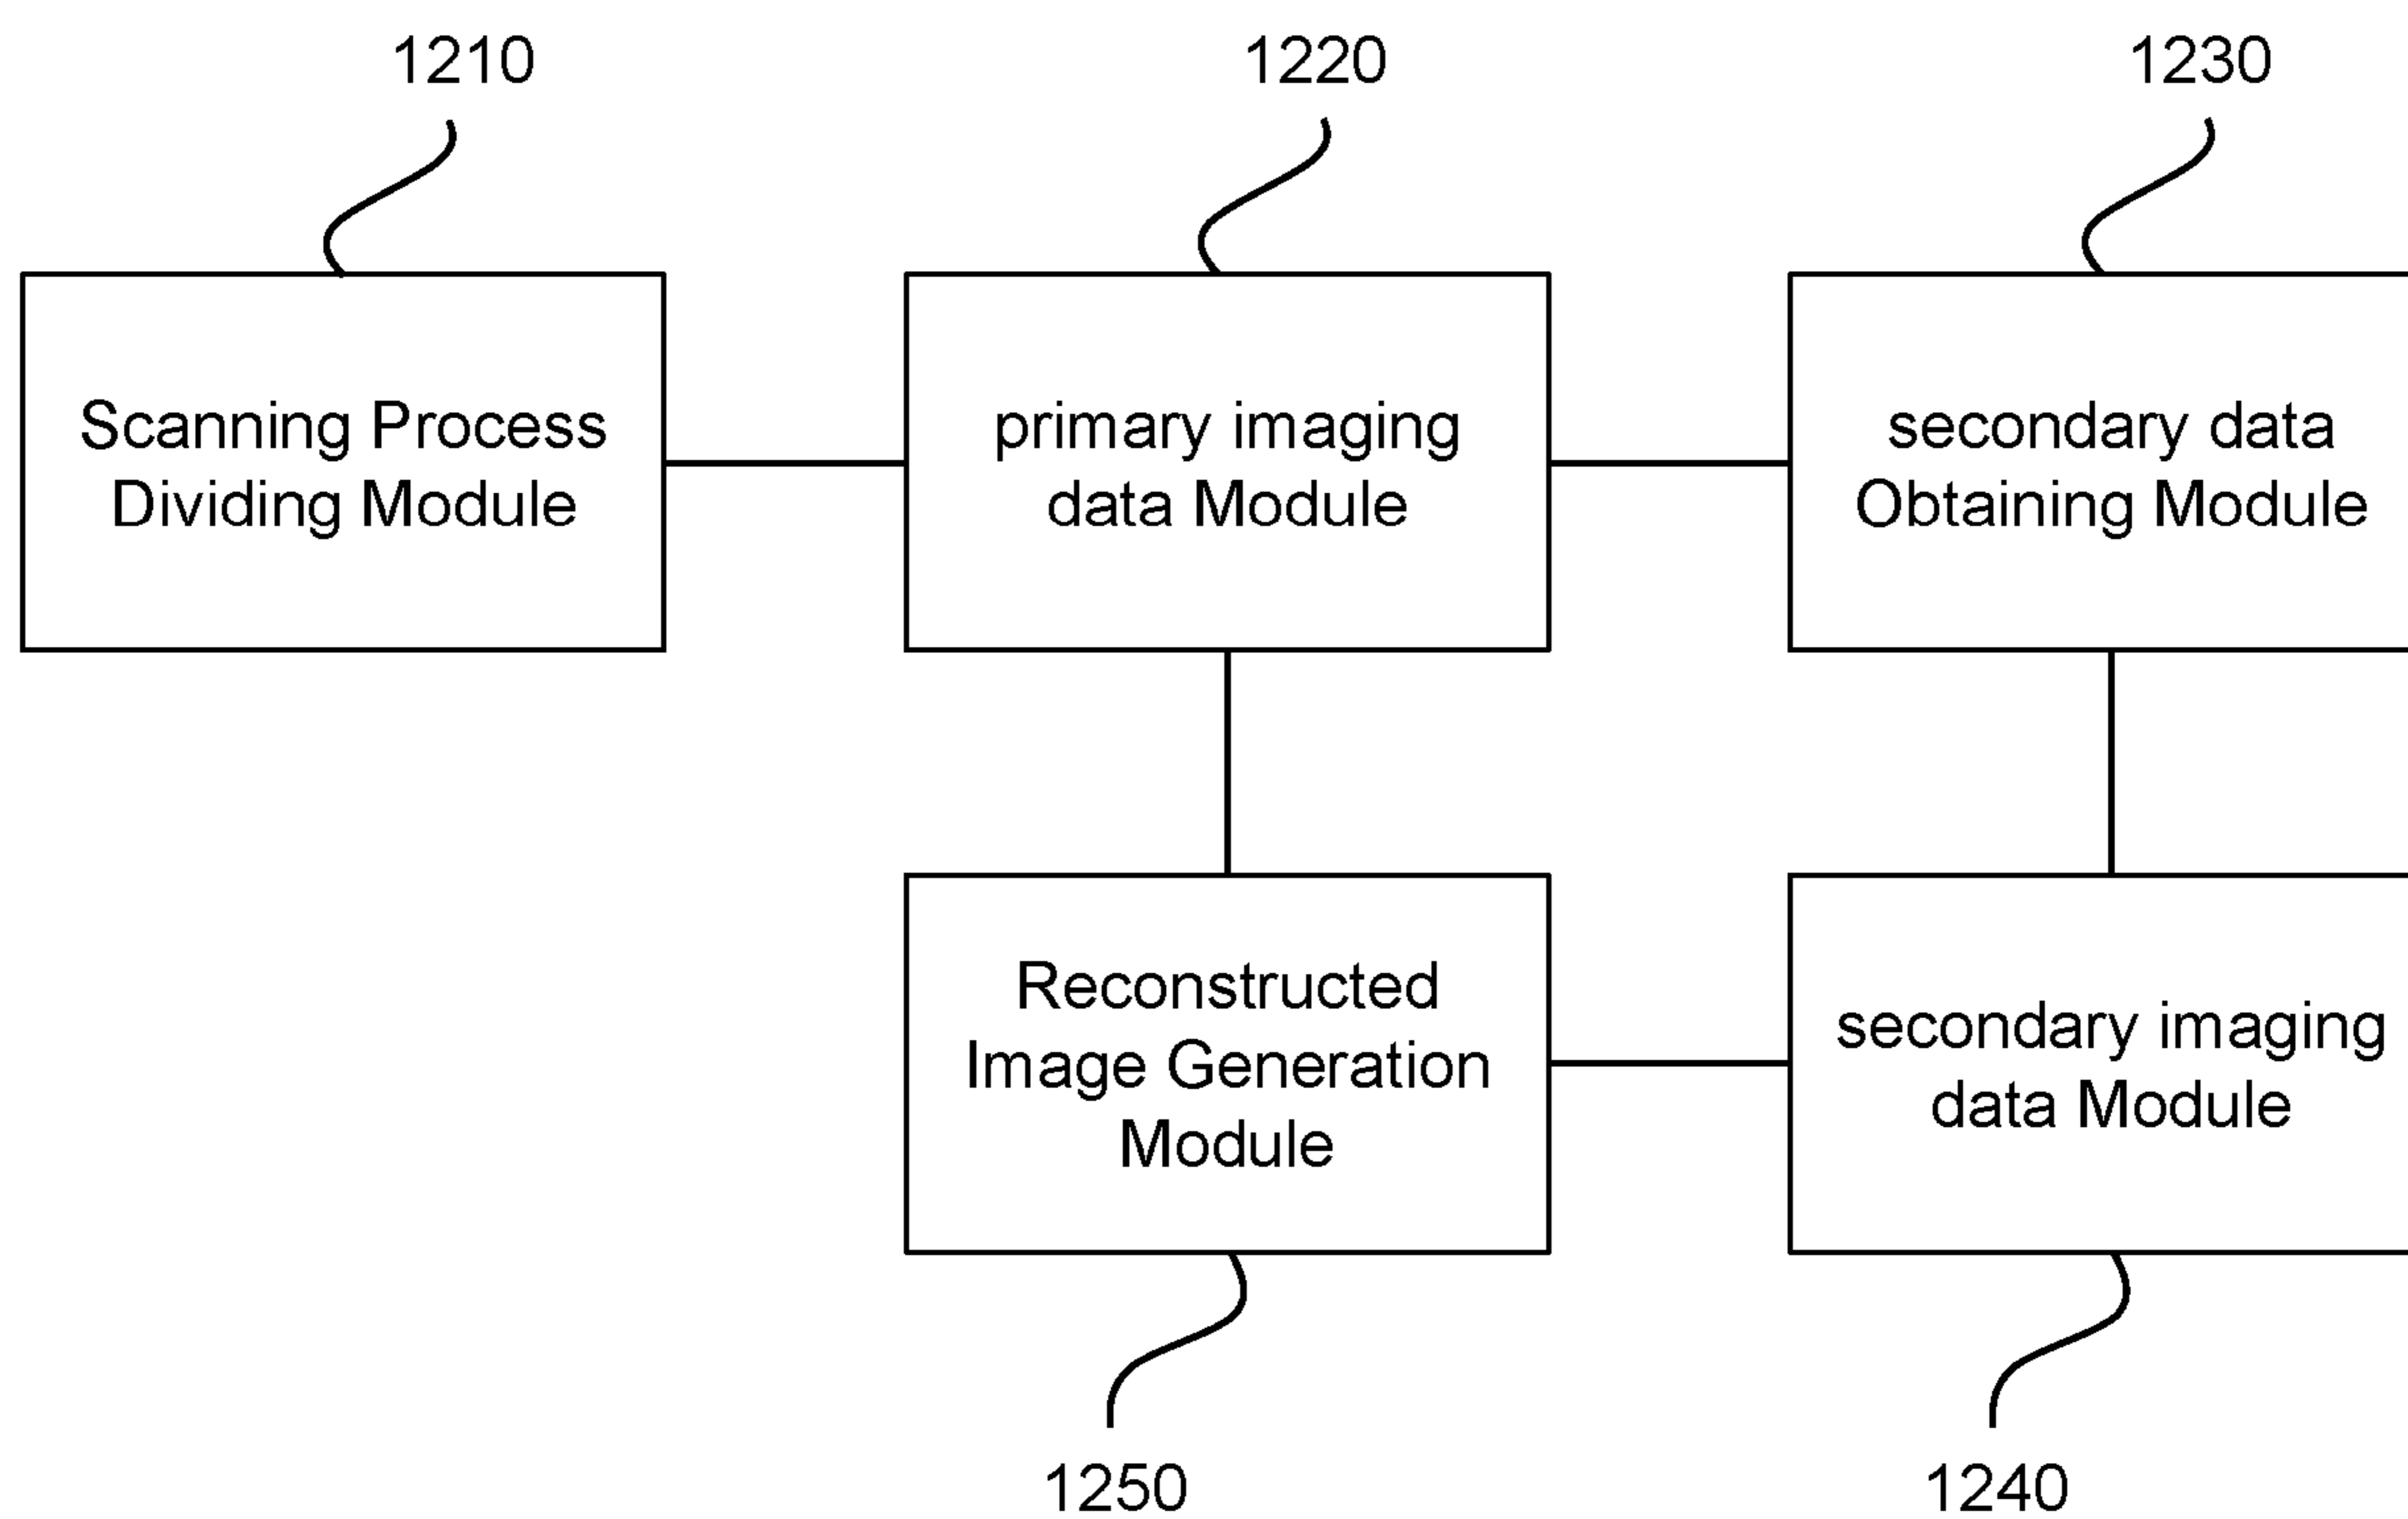 1210
1220
1230
Scanning Process
Dividing Module
primary imaging
data Module
secondary data
Obtaining Module
Reconstructed
Image Generation
Module
secondary imaging
data Module
1250
1240